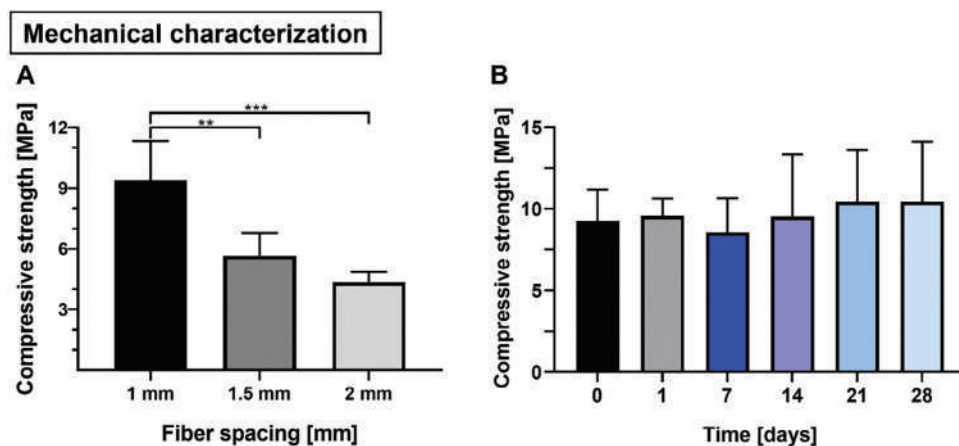 Mechanical characterization
A
Compressive strength [MPa]
12
9
6
3
**
***
1 mm
1.5 mm
2 mm
Fiber spacing [mm]
B
Compressive strength [MPa]
15
10
5
0
0
1
7
14
21
28
Time [days]